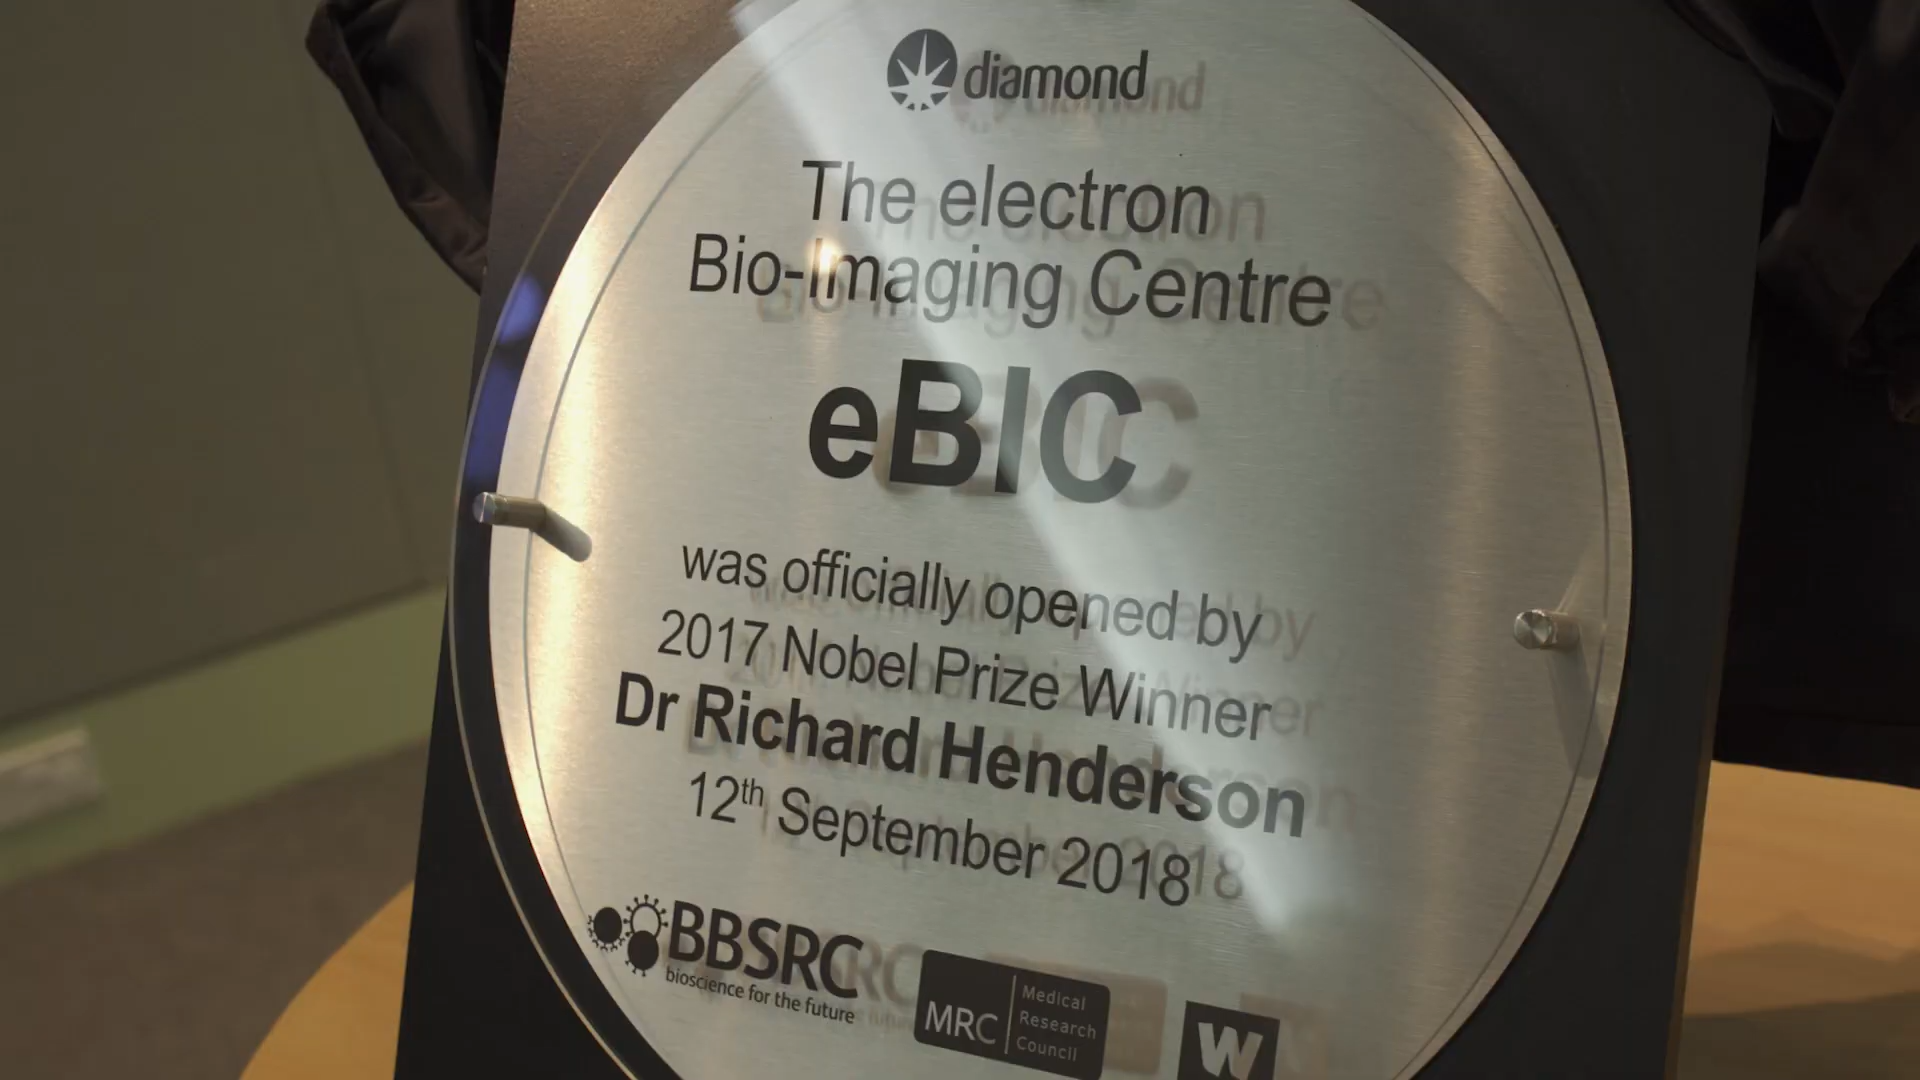 diamond
The electron
Bio-Imaging Centre
eBIC
was officially opened by
2017 Nobel Prize Winner
Dr Richard Henderson
12th September 2018
BBSRC
bioscience for the future
MRC
Medical
Research
Council
W